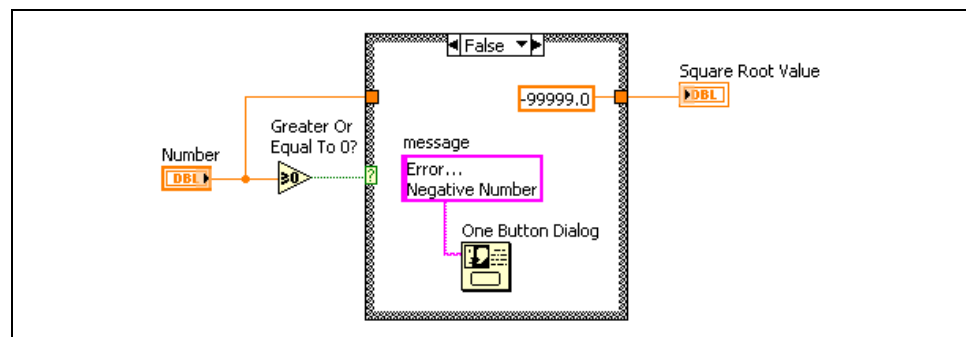 False
Square Root Value
-99999.0
DBL
Greater Or
Equal To 0?
Number
DBL
≥0
?
message
Error...
Negative Number
One Button Dialog